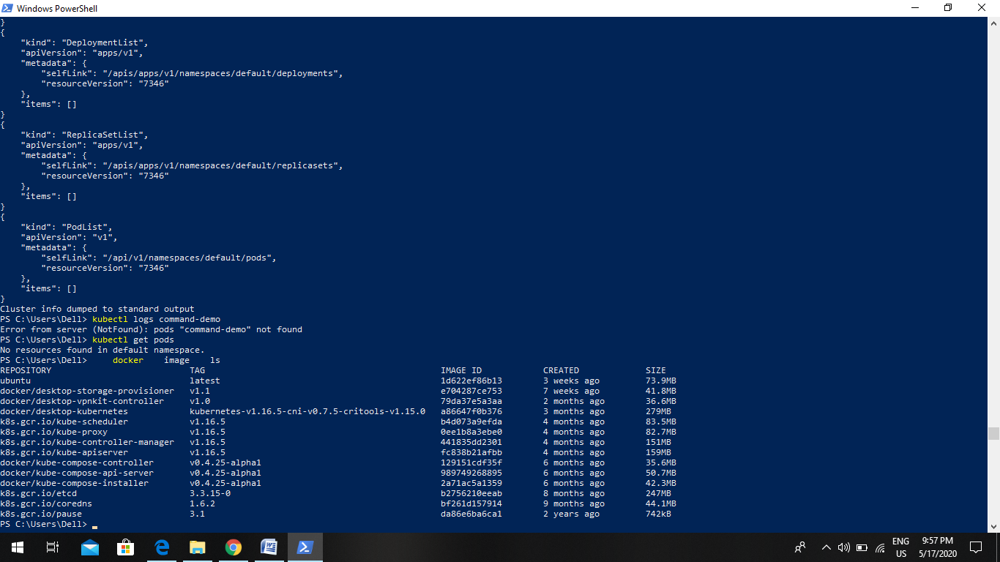 Windows PowerShell
}
{
    "kind": "DeploymentList",
    "apiVersion": "apps/v1",
    "metadata": {
        "selfLink": "/apis/apps/v1/namespaces/default/deployments",
        "resourceVersion": "7346"
    },
    "items": []
}
{
    "kind": "ReplicaSetList",
    "apiVersion": "apps/v1",
    "metadata": {
        "selfLink": "/apis/apps/v1/namespaces/default/replicasets",
        "resourceVersion": "7346"
    },
    "items": []
}
{
    "kind": "PodList",
    "apiVersion": "v1",
    "metadata": {
        "selfLink": "/api/v1/namespaces/default/pods",
        "resourceVersion": "7346"
    },
    "items": []
}
Cluster info dumped to standard output
PS C:\Users\Dell> kubectl logs command-demo
Error from server (NotFound): pods "command-demo" not found
PS C:\Users\Dell> kubectl get pods
No resources found in default namespace.
PS C:\Users\Dell>     docker    image    ls
REPOSITORY                           TAG                                              IMAGE ID            CREATED             SIZE
ubuntu                               latest                                           1d622ef86b13        3 weeks ago         73.9MB
docker/desktop-storage-provisioner   v1.1                                             e704287ce753        7 weeks ago         41.8MB
docker/desktop-vpnkit-controller     v1.0                                             79da37e5a3aa        2 months ago        36.6MB
docker/desktop-kubernetes            kubernetes-v1.16.5-cni-v0.7.5-critools-v1.15.0   a86647f0b376        3 months ago        279MB
k8s.gcr.io/kube-scheduler            v1.16.5                                          b4d073a9efda        4 months ago        83.5MB
k8s.gcr.io/kube-proxy                v1.16.5                                          0ee1b8a3ebe0        4 months ago        82.7MB
k8s.gcr.io/kube-controller-manager   v1.16.5                                          441835dd2301        4 months ago        151MB
k8s.gcr.io/kube-apiserver            v1.16.5                                          fc838b21afbb        4 months ago        159MB
docker/kube-compose-controller       v0.4.25-alpha1                                   129151cdf35f        6 months ago        35.6MB
docker/kube-compose-api-server       v0.4.25-alpha1                                   989749268895        6 months ago        50.7MB
docker/kube-compose-installer        v0.4.25-alpha1                                   2a71ac5a1359        6 months ago        42.3MB
k8s.gcr.io/etcd                      3.3.15-0                                         b2756210eeab        8 months ago        247MB
k8s.gcr.io/coredns                   1.6.2                                            bf261d157914        9 months ago        44.1MB
k8s.gcr.io/pause                     3.1                                              da86e6ba6ca1        2 years ago         742kB
PS C:\Users\Dell>
ENG
US
9:57 PM
5/17/2020